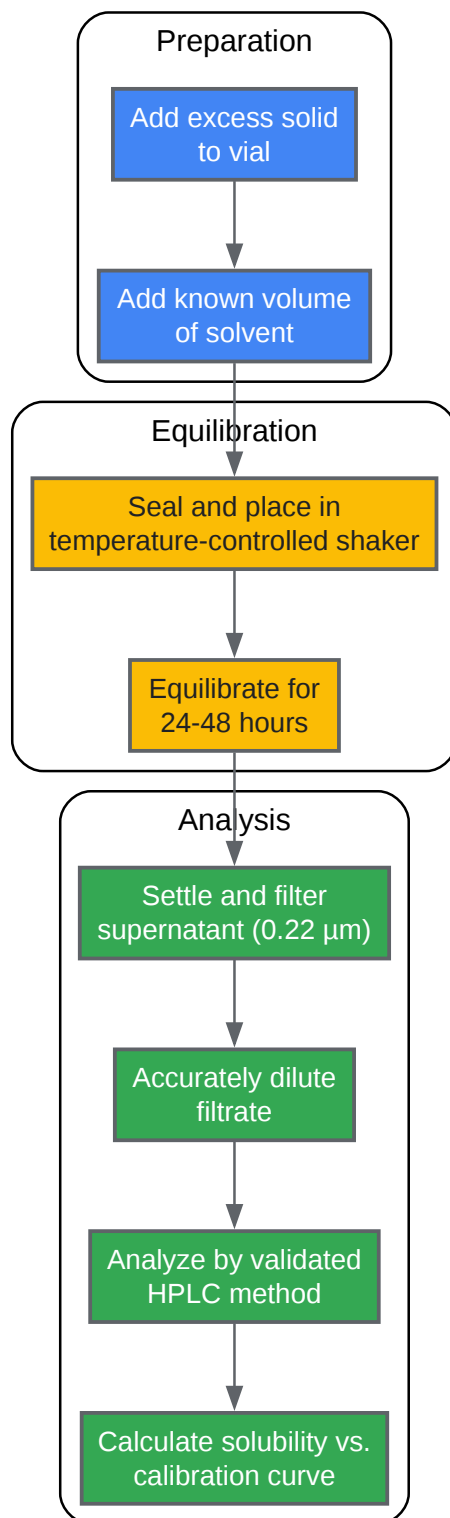 Preparation
Add excess solid
to vial
Add known volume
of solvent
Equilibration
Seal and place in
temperature-controlled shaker
Equilibrate for
24-48 hours
Analysis
Settle and filter
supernatant (0.22 µm)
Accurately dilute
filtrate
Analyze by validated
HPLC method
Calculate solubility vs.
calibration curve